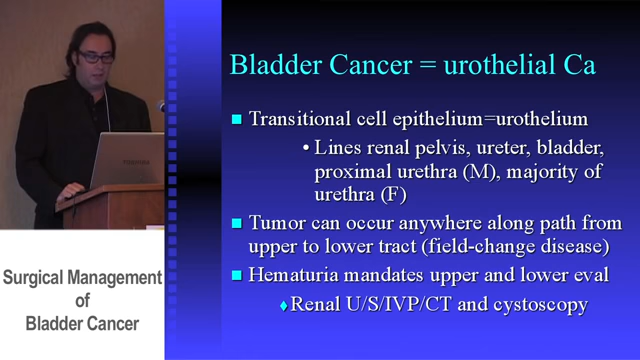 Bladder Cancer = urothelial Ca
Transitional cell epithelium=urothelium
Lines renal pelvis, ureter, bladder,
proximal urethra (M), majority of
urethra (F)
Tumor can occur anywhere along path from
upper to lower tract (field-change disease)
Hematuria mandates upper and lower eval
Renal U/S/IVP/CT and cystoscopy
TOSHIBA
Surgical Management
of
Bladder Cancer